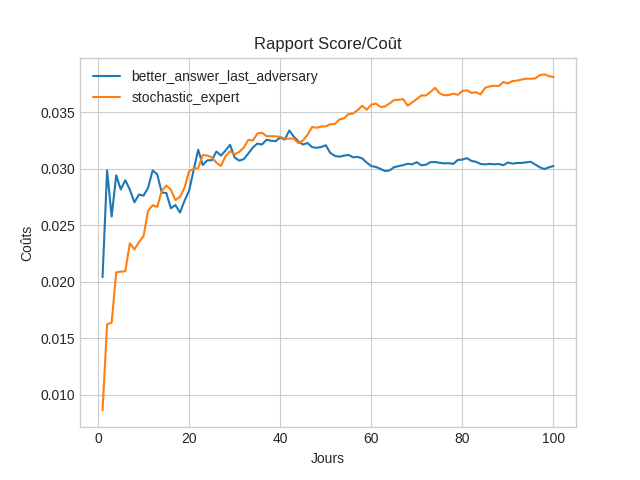 Rapport Score/Coût
better_answer_last_adversary
stochastic_expert
0.035
0.030
0.025
0.020
0.015
0.010
Coûts
0 20 40 60 80 100
Jours